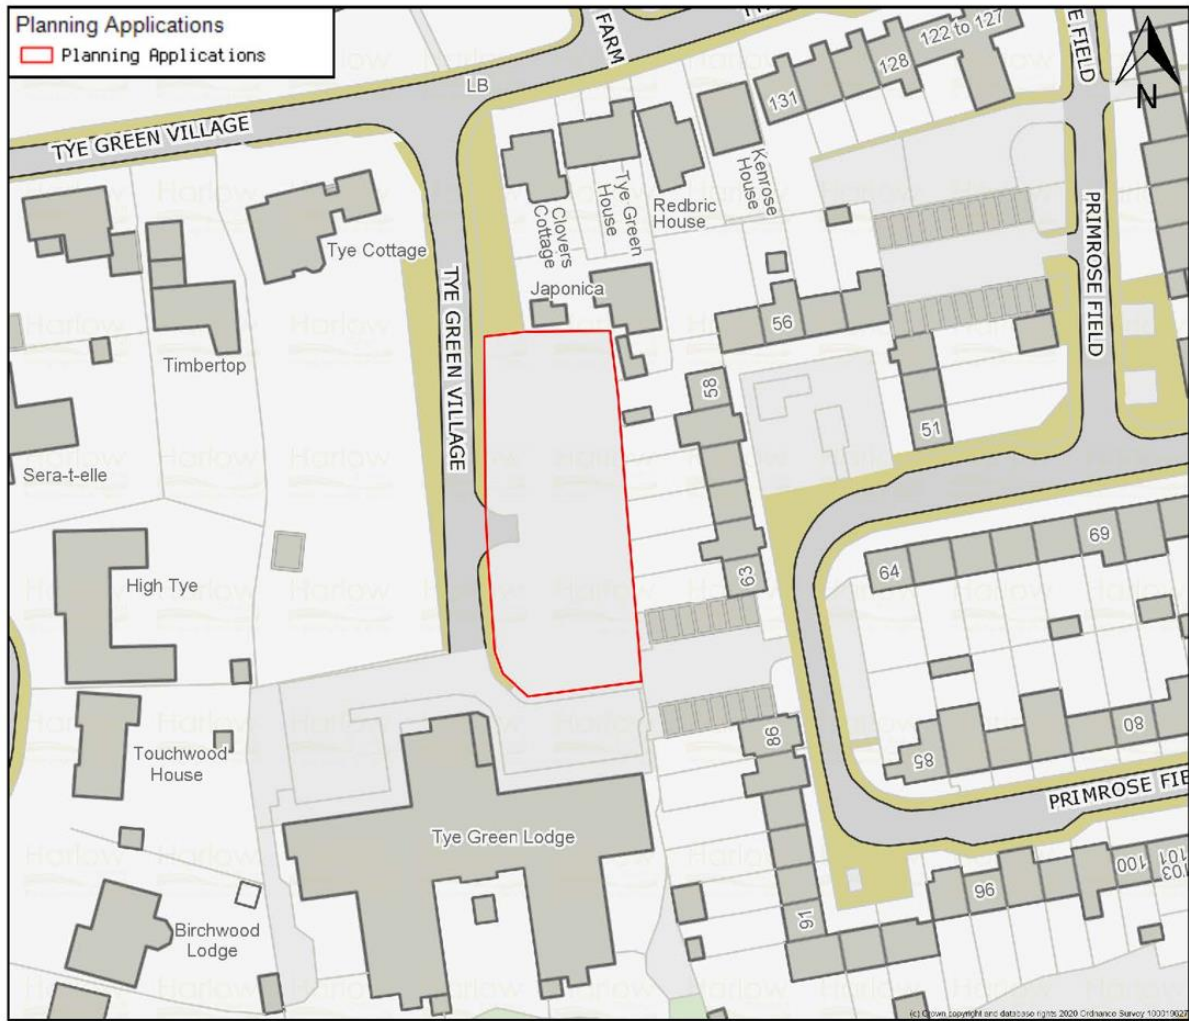 Planning Applications
Planning Applications
FARM
122 to 127
E FIELD
128
N
LB
131
TYE GREEN VILLAGE
Kenrose
House
Tye Green
House
Redbric
House
Clovers
Cottage
PRIMROSE FIELD
Tye Cottage
Japonica
56
TYE GREEN VILLAGE
Timbertop
58
51
Sera-t-elle
69
High Tye
63
64
Touchwood
House
86
85
80
PRIMROSE FIE
Tye Green Lodge
100
101
103
96
91
Birchwood
Lodge
Harlow
(c) Crown copyright and database rights 2020 Ordnance Survey 100019627